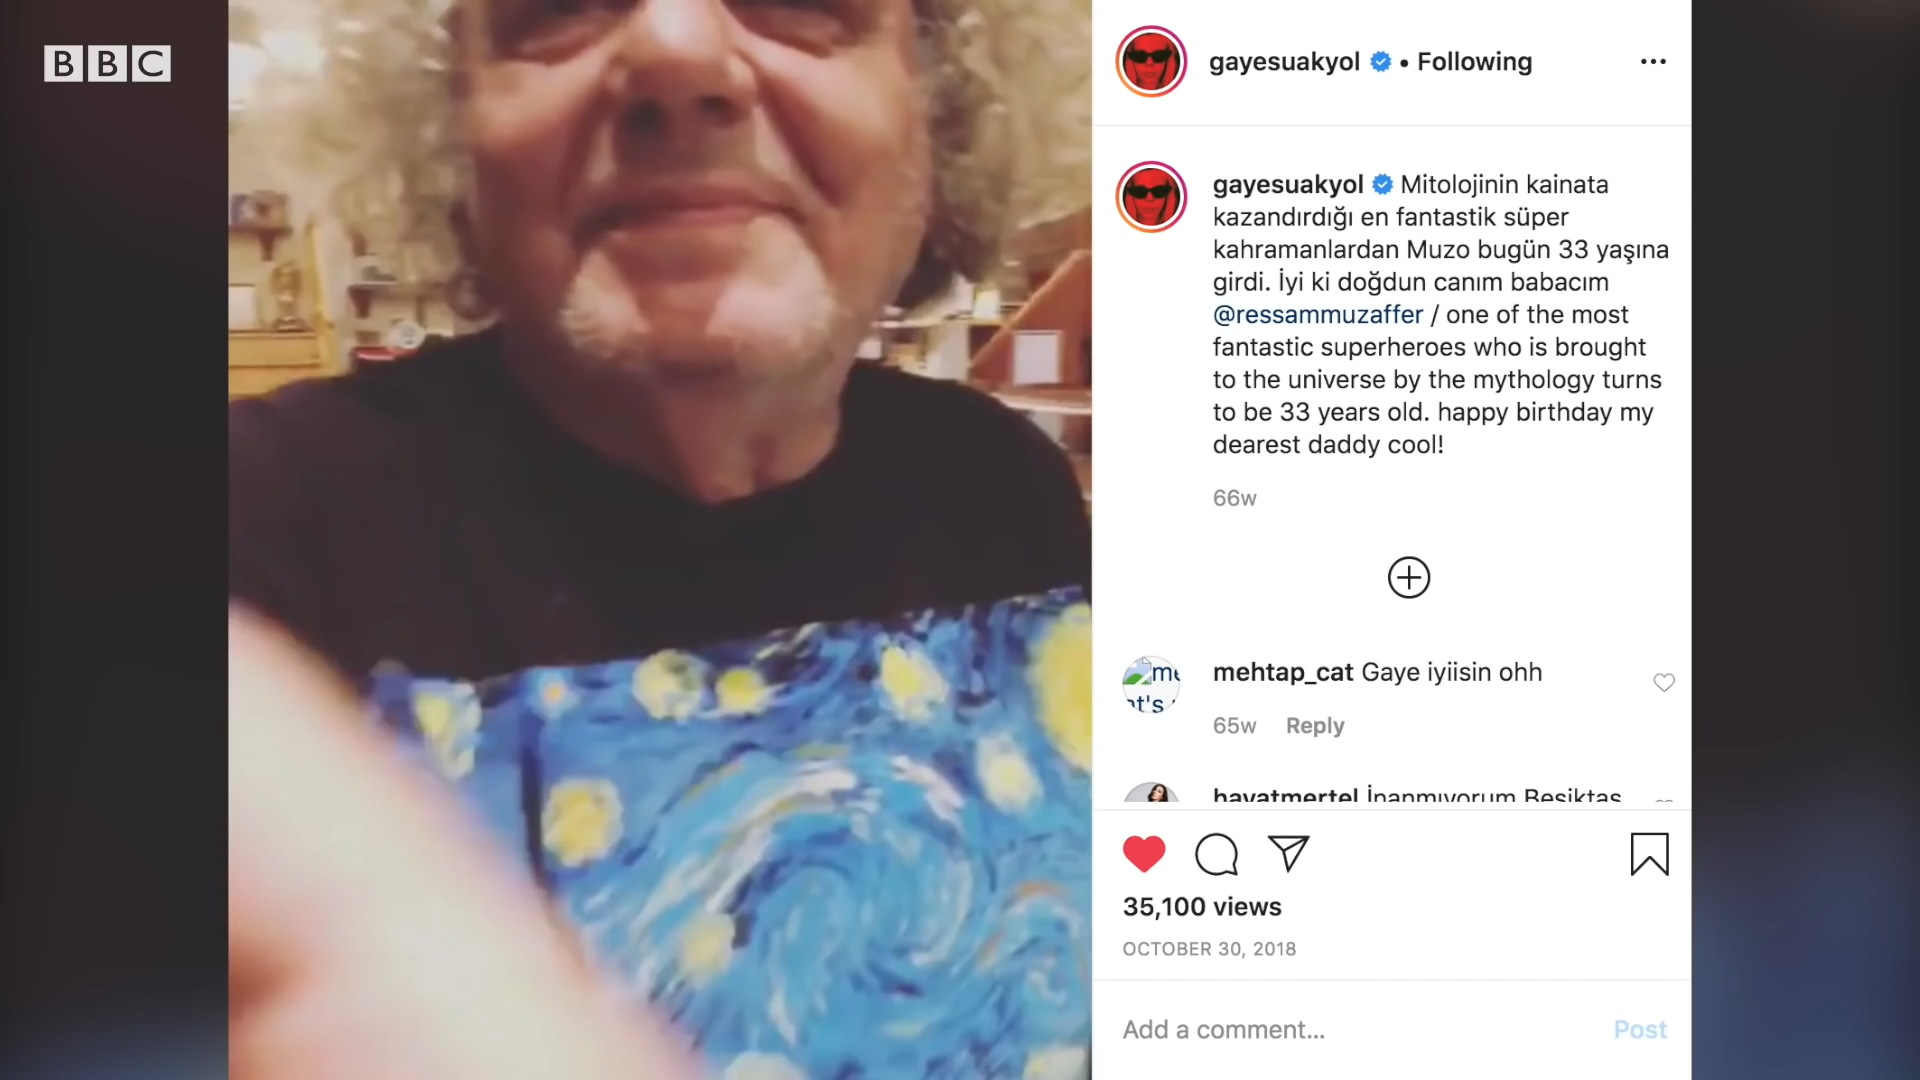 BBC
gayesuakyol • Following
gayesuakyol Mitolojinin kainata
kazandırdığı en fantastik süper
kahramanlardan Muzo bugün 33 yaşına
girdi. İyi ki doğdun canım babacım
@ressammuzaffer / one of the most
fantastic superheroes who is brought
to the universe by the mythology turns
to be 33 years old. happy birthday my
dearest daddy cool!
66w
mehtap_cat Gaye iyiisin ohh
65w Reply
hayatmertel İnanmıyorum Beşiktaş
35,100 views
OCTOBER 30, 2018
Add a comment...
Post